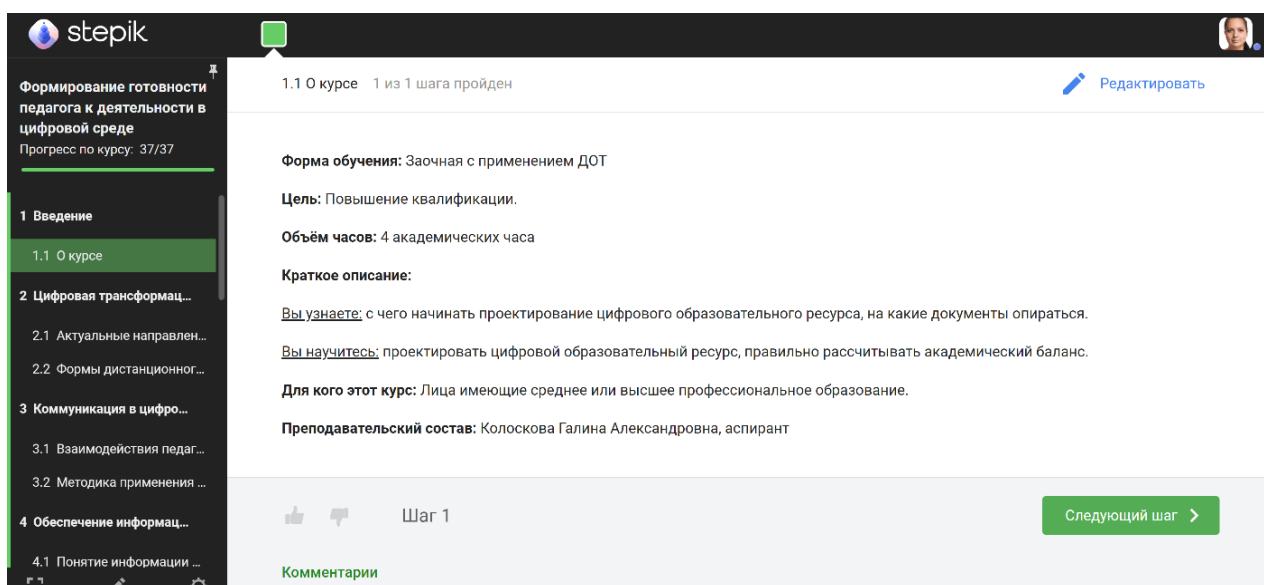 stepik
Формирование готовности
педагога к деятельности в
цифровой среде
Прогресс по курсу: 37/37
1 Введение
1.1 О курсе
2 Цифровая трансформац...
2.1 Актуальные направлен...
2.2 Формы дистанционног...
3 Коммуникация в цифро...
3.1 Взаимодействия педаг...
3.2 Методика применения ...
4 Обеспечение информац...
4.1 Понятие информации ...
1.1 О курсе 1 из 1 шага пройден
Редактировать
Форма обучения: Заочная с применением ДОТ
Цель: Повышение квалификации.
Объём часов: 4 академических часа
Краткое описание:
Вы узнаете: с чего начинать проектирование цифрового образовательного ресурса, на какие документы опираться.
Вы научитесь: проектировать цифровой образовательный ресурс, правильно рассчитывать академический баланс.
Для кого этот курс: Лица имеющие среднее или высшее профессиональное образование.
Преподавательский состав: Колоскова Галина Александровна, аспирант
Шаг 1
Следующий шаг
Комментарии